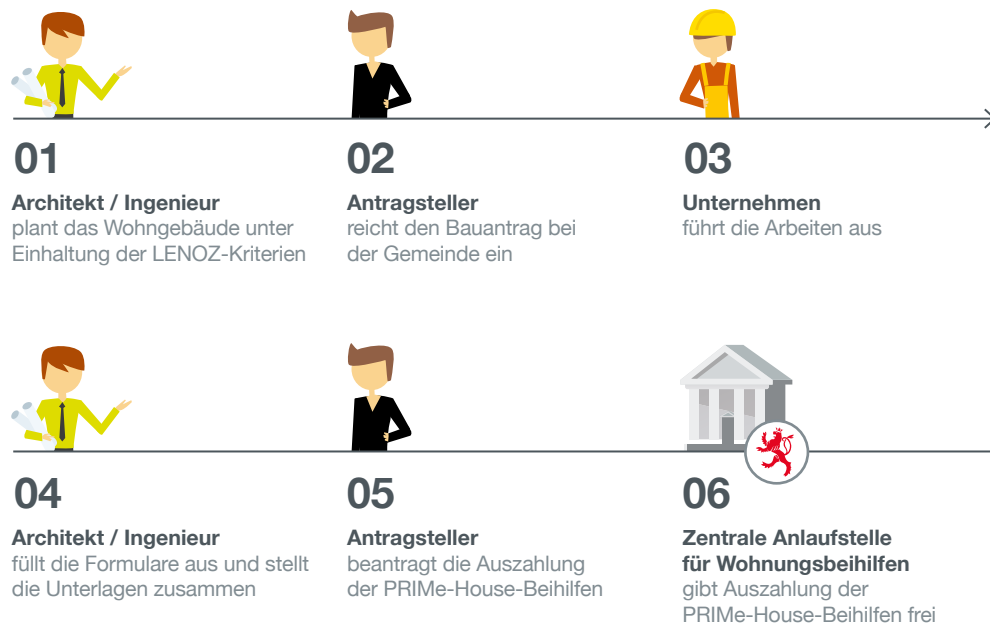 01
Architekt / Ingenieur
plant das Wohngebäude unter
Einhaltung der LENOZ-Kriterien
02
Antragsteller
reicht den Bauantrag bei
der Gemeinde ein
03
Unternehmen
führt die Arbeiten aus
04
Architekt / Ingenieur
füllt die Formulare aus und stellt
die Unterlagen zusammen
05
Antragsteller
beantragt die Auszahlung
der PRIMe-House-Beihilfen
06
Zentrale Anlaufstelle
für Wohnungsbeihilfen
gibt Auszahlung der
PRIMe-House-Beihilfen frei